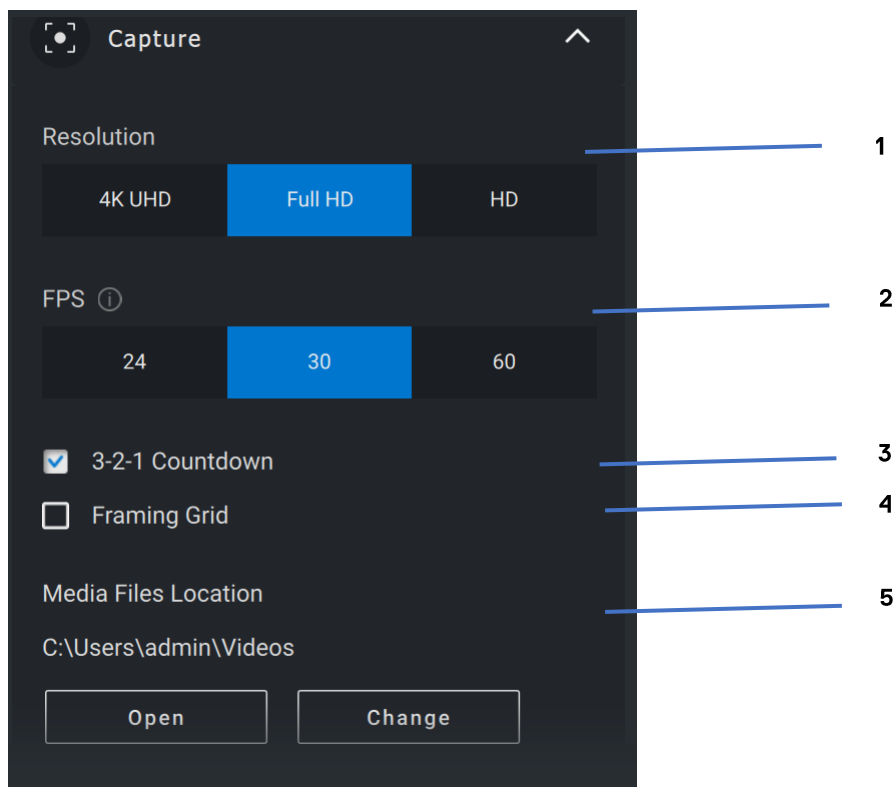 Capture
Resolution
1
4K UHD Full HD HD
FPS
2
24 30 60
3-2-1 Countdown
3
Framing Grid
4
Media Files Location
5
C:\Users\admin\Videos
Open Change